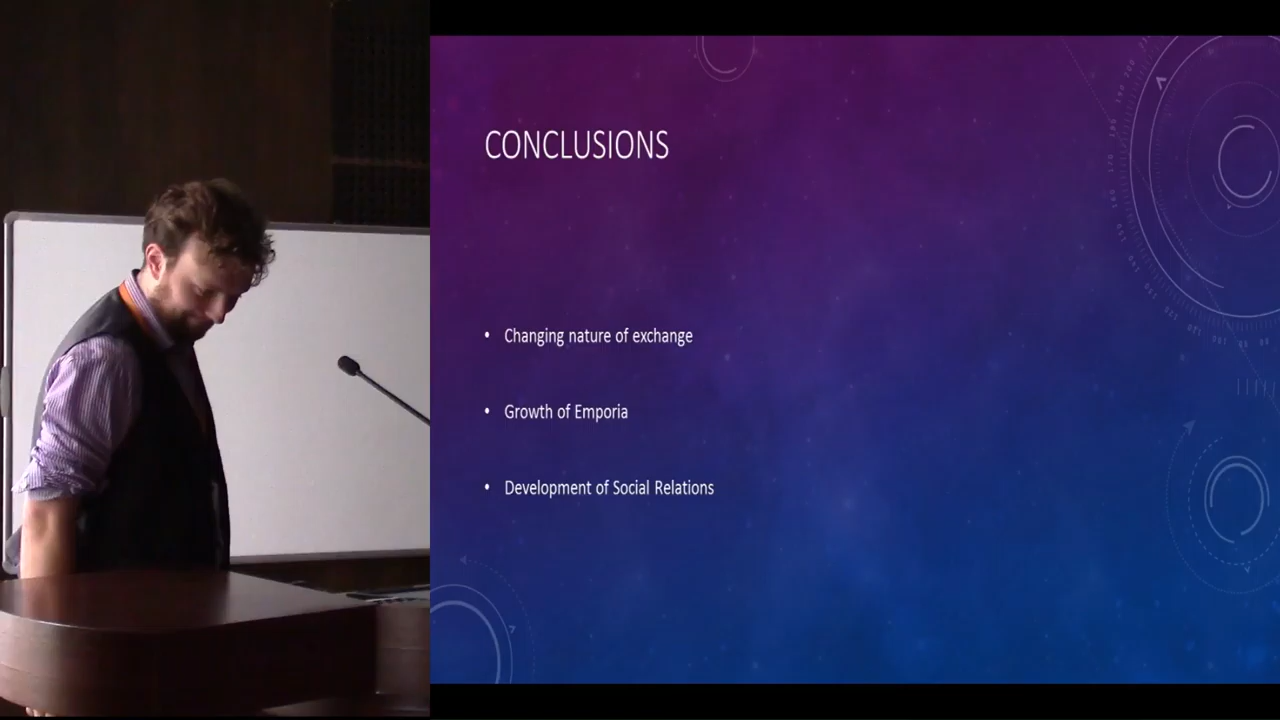 CONCLUSIONS
• Changing nature of exchange
• Growth of Emporia
• Development of Social Relations